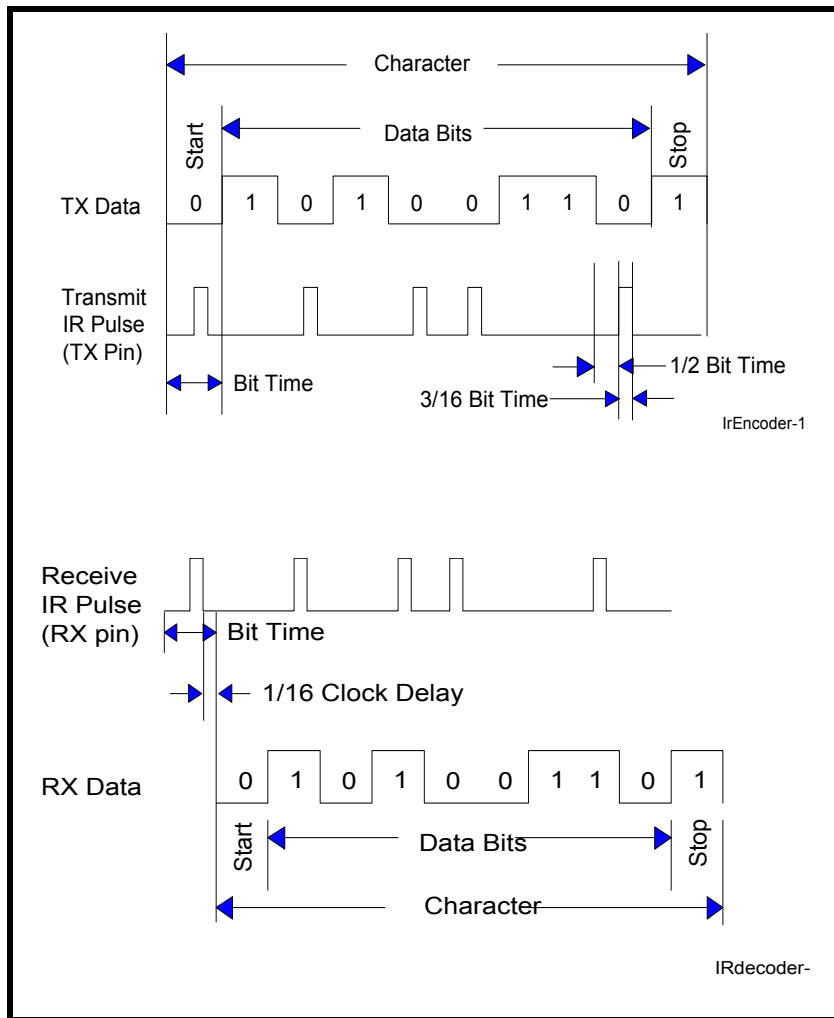 Character
Start
Data Bits
Stop
TX Data
0 1 0 1 0 0 1 1 0 1
Transmit
IR Pulse
(TX Pin)
Bit Time
1/2 Bit Time
3/16 Bit Time
IrEncoder-1
Receive
IR Pulse
(RX pin)
Bit Time
1/16 Clock Delay
RX Data
0 1 0 1 0 0 1 1 0 1
Start
Data Bits
Stop
Character
IRdecoder-